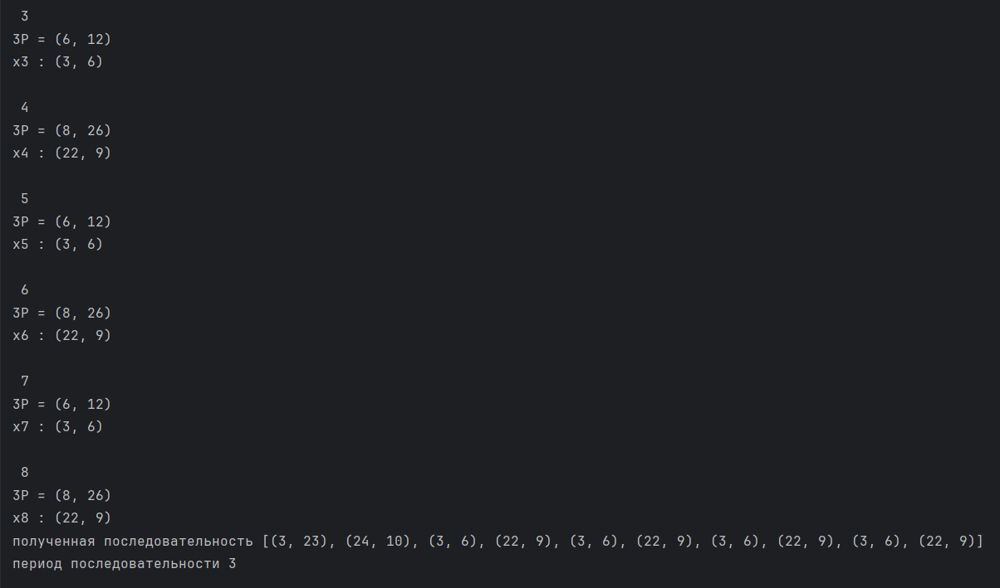 3
3P = (6, 12)
x3 : (3, 6)
4
3P = (8, 26)
x4 : (22, 9)
5
3P = (6, 12)
x5 : (3, 6)
6
3P = (8, 26)
x6 : (22, 9)
7
3P = (6, 12)
x7 : (3, 6)
8
3P = (8, 26)
x8 : (22, 9)
полученная последовательность [(3, 23), (24, 10), (3, 6), (22, 9), (3, 6), (22, 9), (3, 6), (22, 9), (3, 6), (22, 9)]
период последовательности 3